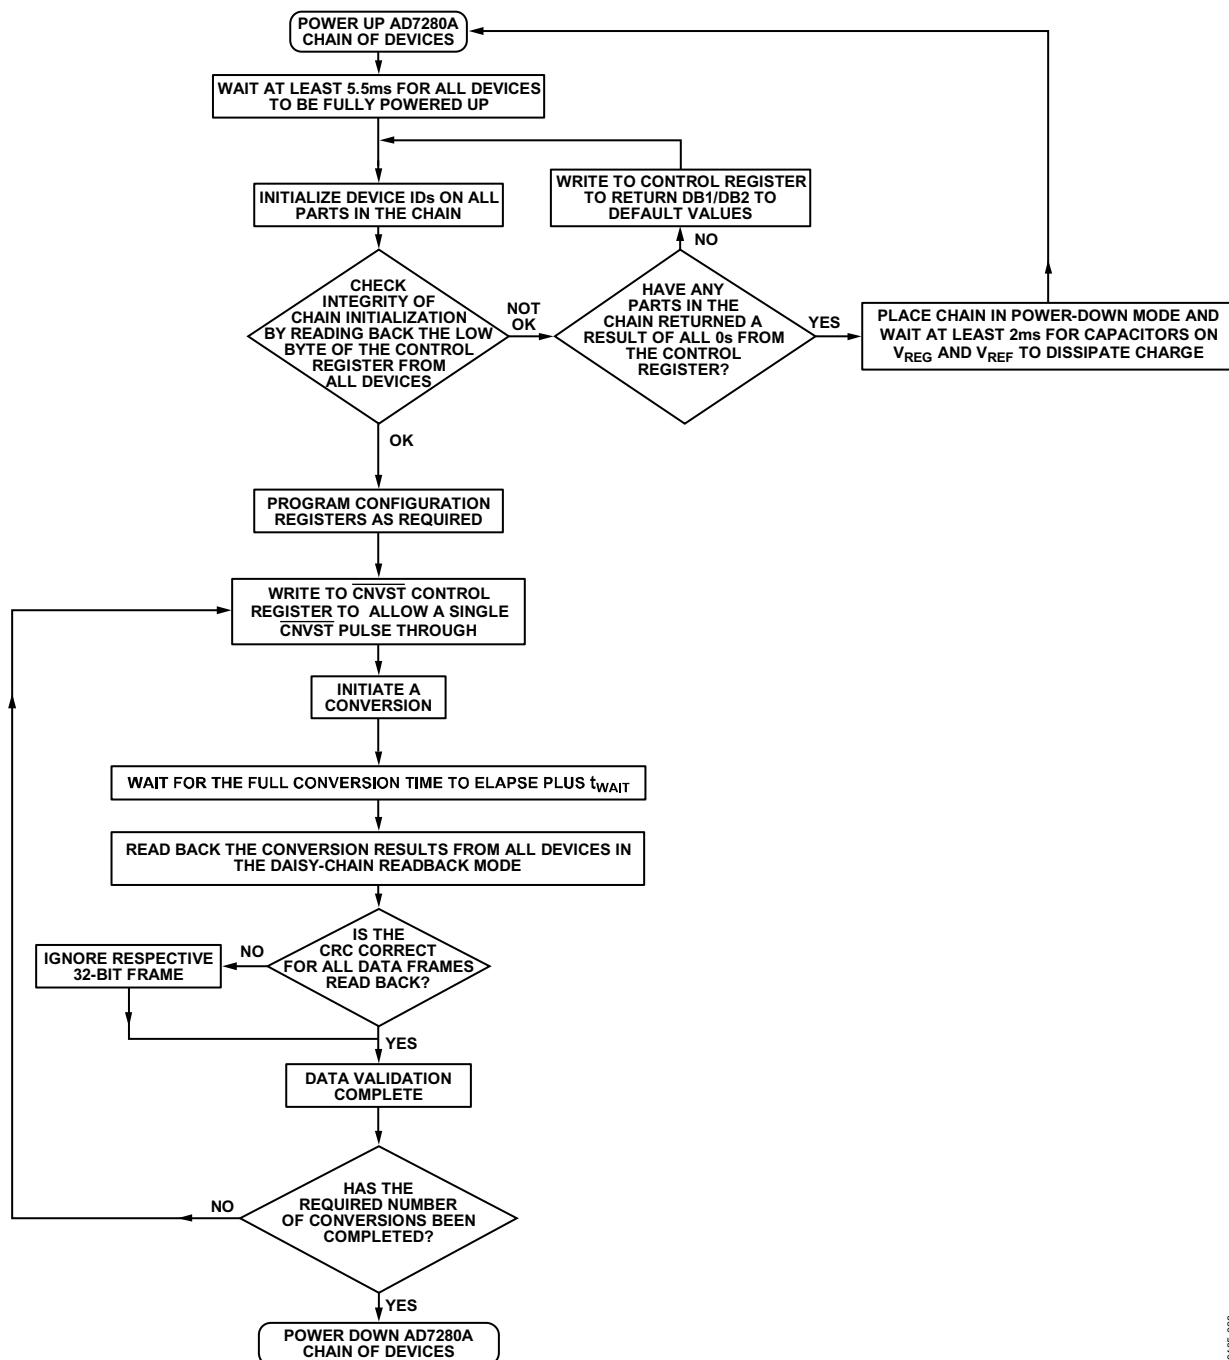 POWER UP AD7280A
CHAIN OF DEVICES
WAIT AT LEAST 5.5ms FOR ALL DEVICES
TO BE FULLY POWERED UP
INITIALIZE DEVICE IDs ON ALL
PARTS IN THE CHAIN
WRITE TO CONTROL REGISTER
TO RETURN DB1/DB2 TO
DEFAULT VALUES
NO
CHECK
INTEGRITY OF
CHAIN INITIALIZATION
BY READING BACK THE LOW
BYTE OF THE CONTROL
REGISTER FROM
ALL DEVICES
NOT
OK
HAVE ANY
PARTS IN THE
CHAIN RETURNED A
RESULT OF ALL 0s FROM
THE CONTROL
REGISTER?
YES
PLACE CHAIN IN POWER-DOWN MODE AND
WAIT AT LEAST 2ms FOR CAPACITORS ON
VREG AND VREF TO DISSIPATE CHARGE
OK
PROGRAM CONFIGURATION
REGISTERS AS REQUIRED
WRITE TO CNVST CONTROL
REGISTER TO ALLOW A SINGLE
CNVST PULSE THROUGH
INITIATE A
CONVERSION
WAIT FOR THE FULL CONVERSION TIME TO ELAPSE PLUS tWAIT
READ BACK THE CONVERSION RESULTS FROM ALL DEVICES IN
THE DAISY-CHAIN READBACK MODE
IS THE
CRC CORRECT
FOR ALL DATA FRAMES
READ BACK?
NO
IGNORE RESPECTIVE
32-BIT FRAME
YES
DATA VALIDATION
COMPLETE
HAS THE
REQUIRED NUMBER
OF CONVERSIONS BEEN
COMPLETED?
NO
YES
POWER DOWN AD7280A
CHAIN OF DEVICES